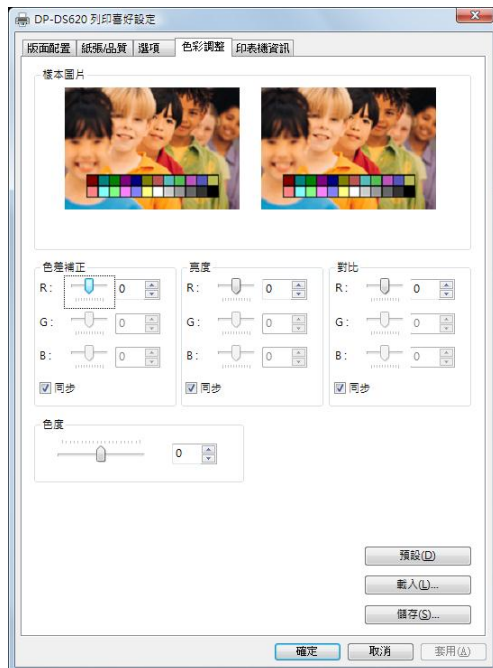 DP-DS620 列印喜好設定
版面配置 紙張/品質 選項 色彩調整 印表機資訊
樣本圖片
色差補正 亮度 對比
R: 0 R: 0 R: 0
G: 0 G: 0 G: 0
B: 0 B: 0 B: 0
同步 同步 同步
色度
0
預設(D)
載入(L)...
儲存(S)...
確定 取消 套用(A)